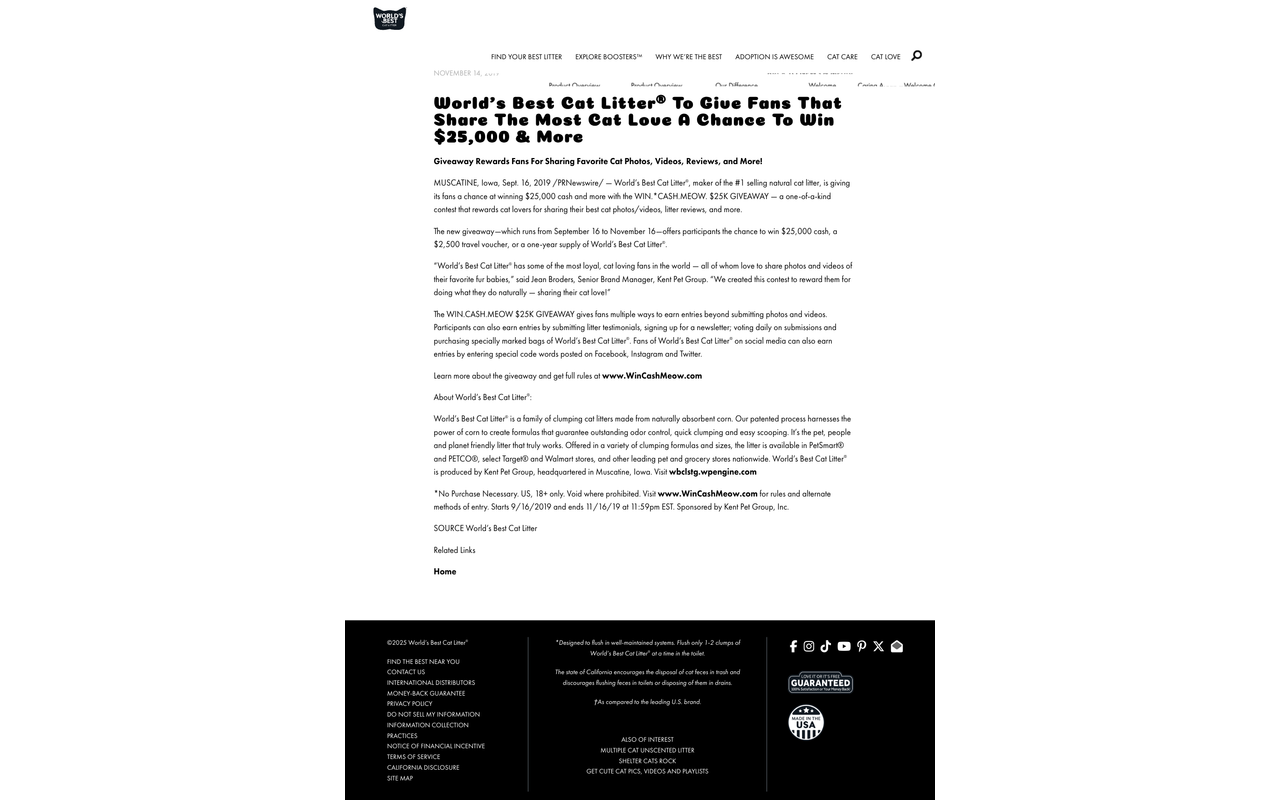 WORLD'S
BEST
FIND YOUR BEST LITTER EXPLORE BOOSTERS™ WHY WE'RE THE BEST ADOPTION IS AWESOME CAT CARE CAT LOVE
NOVEMBER 14, 2019
Product Overview Product Overview Our Difference Welcome Caring A Welcome
World's Best Cat Litter® To Give Fans That
Share The Most Cat Love A Chance To Win
$25,000 & More
Giveaway Rewards Fans For Sharing Favorite Cat Photos, Videos, Reviews, and More!
MUSCATINE, Iowa, Sept. 16, 2019 /PRNewswire/ — World's Best Cat Litter®, maker of the #1 selling natural cat litter, is giving
its fans a chance at winning $25,000 cash and more with the WIN.*CASH.MEOW. $25K GIVEAWAY — a one-of-a-kind
contest that rewards cat lovers for sharing their best cat photos/videos, litter reviews, and more.
The new giveaway—which runs from September 16 to November 16—offers participants the chance to win $25,000 cash, a
$2,500 travel voucher, or a one-year supply of World's Best Cat Litter®.
"World's Best Cat Litter® has some of the most loyal, cat loving fans in the world — all of whom love to share photos and videos of
their favorite fur babies," said Jean Broders, Senior Brand Manager, Kent Pet Group. "We created this contest to reward them for
doing what they do naturally — sharing their cat love!"
The WIN.CASH.MEOW $25K GIVEAWAY gives fans multiple ways to earn entries beyond submitting photos and videos.
Participants can also earn entries by submitting litter testimonials, signing up for a newsletter; voting daily on submissions and
purchasing specially marked bags of World's Best Cat Litter®. Fans of World's Best Cat Litter® on social media can also earn
entries by entering special code words posted on Facebook, Instagram and Twitter.
Learn more about the giveaway and get full rules at www.WinCashMeow.com
About World's Best Cat Litter®:
World's Best Cat Litter® is a family of clumping cat litters made from naturally absorbent corn. Our patented process harnesses the
power of corn to create formulas that guarantee outstanding odor control, quick clumping and easy scooping. It's the pet, people
and planet friendly litter that truly works. Offered in a variety of clumping formulas and sizes, the litter is available in PetSmart®
and PETCO®, select Target® and Walmart stores, and other leading pet and grocery stores nationwide. World's Best Cat Litter®
is produced by Kent Pet Group, headquartered in Muscatine, Iowa. Visit wbclstg.wpengine.com
*No Purchase Necessary. US, 18+ only. Void where prohibited. Visit www.WinCashMeow.com for rules and alternate
methods of entry. Starts 9/16/2019 and ends 11/16/19 at 11:59pm EST. Sponsored by Kent Pet Group, Inc.
SOURCE World's Best Cat Litter
Related Links
Home
©2025 World's Best Cat Litter®
FIND THE BEST NEAR YOU
CONTACT US
INTERNATIONAL DISTRIBUTORS
MONEY-BACK GUARANTEE
PRIVACY POLICY
DO NOT SELL MY INFORMATION
INFORMATION COLLECTION
PRACTICES
NOTICE OF FINANCIAL INCENTIVE
TERMS OF SERVICE
CALIFORNIA DISCLOSURE
SITE MAP
*Designed to flush in well-maintained systems. Flush only 1-2 clumps of
World's Best Cat Litter® at a time in the toilet.
The state of California encourages the disposal of cat feces in trash and
discourages flushing feces in toilets or disposing of them in drains.
†As compared to the leading U.S. brand.
ALSO OF INTEREST
MULTIPLE CAT UNSCENTED LITTER
SHELTER CATS ROCK
GET CUTE CAT PICS, VIDEOS AND PLAYLISTS
LOVE IT OR IT'S FREE
GUARANTEED
100% Satisfaction or Your Money Back!
MADE IN THE
USA